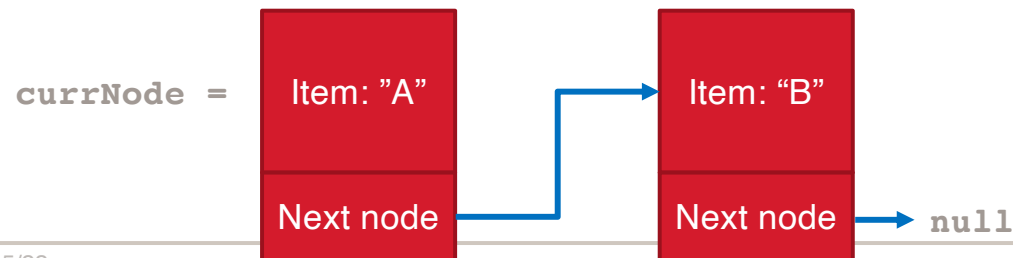 currNode =
Item: ”A”
Item: “B”
Next node
Next node
null